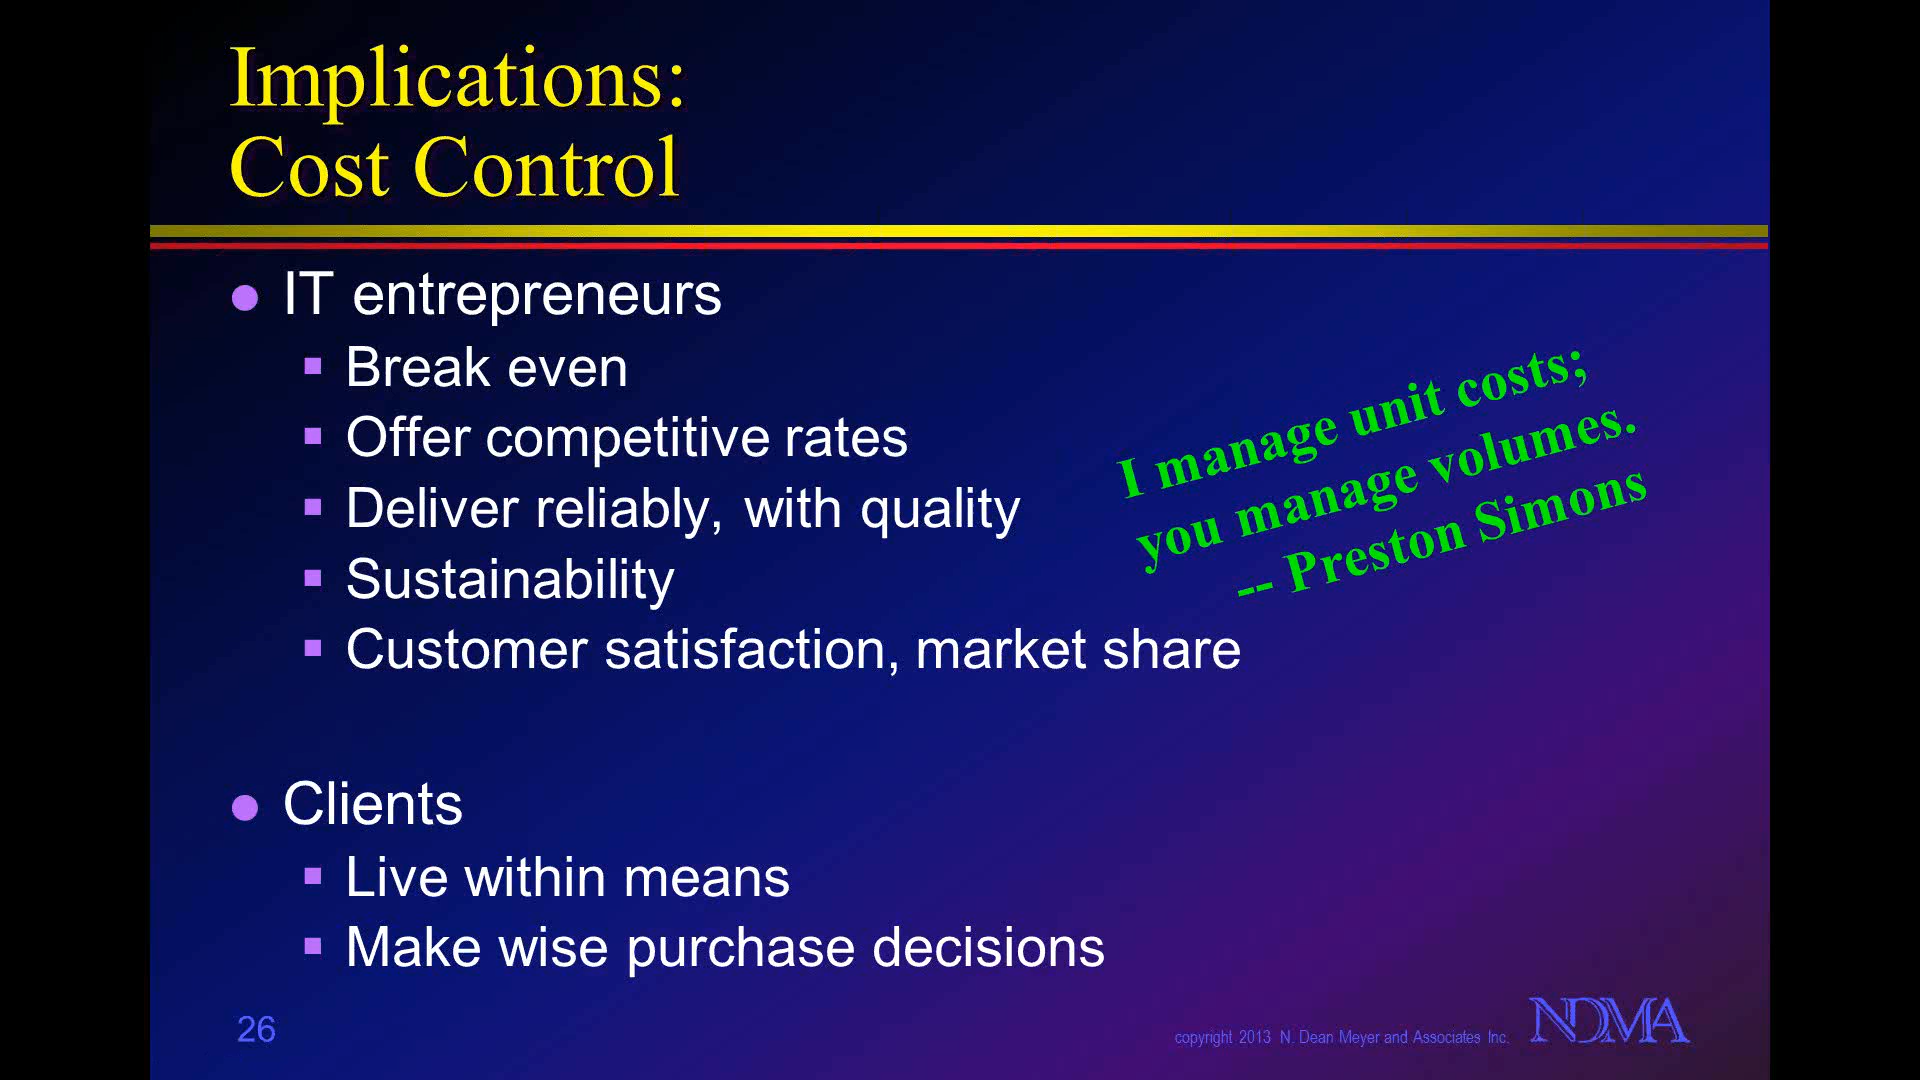 Implications:
Cost Control
IT entrepreneurs
Break even
Offer competitive rates
Deliver reliably, with quality
Sustainability
Customer satisfaction, market share
I manage unit costs;
you manage volumes.
-- Preston Simons
Clients
Live within means
Make wise purchase decisions
26
copyright 2013 N. Dean Meyer and Associates Inc.
NDMA